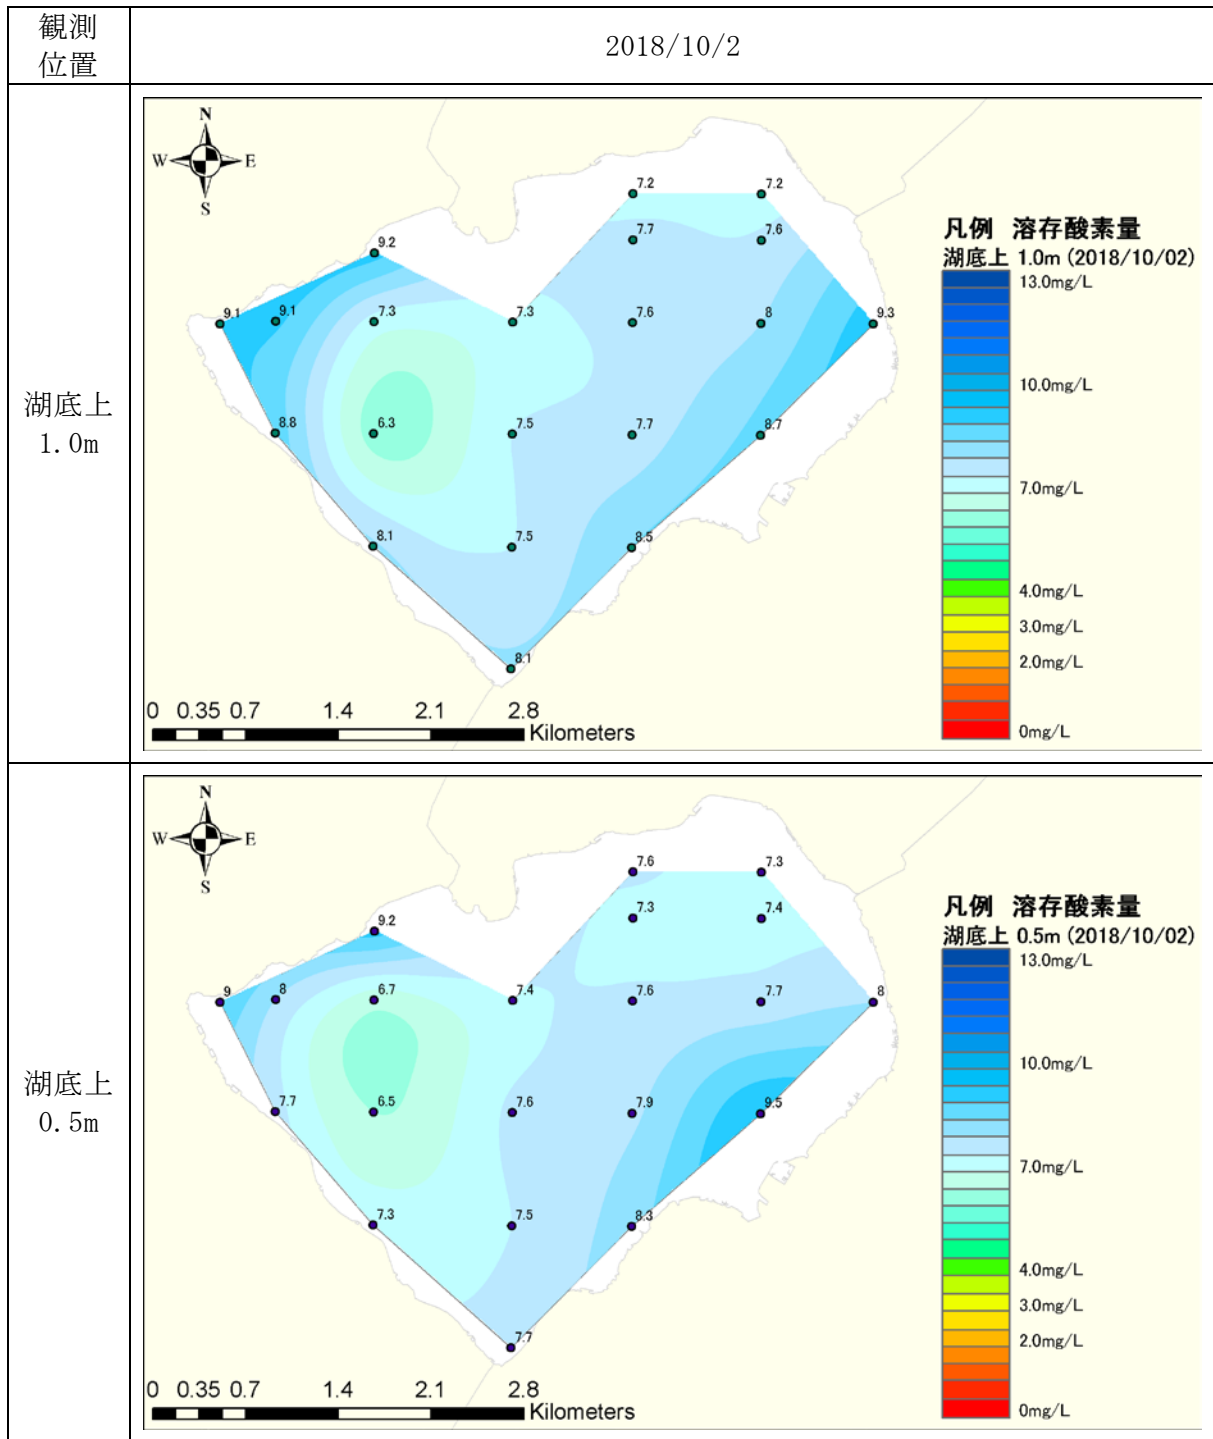 観測
位置
2018/10/2
湖底上
1.0m
N
W
E
S
7.2
7.2
7.7
7.6
9.2
9.1
9.1
7.3
7.3
7.6
8
9.3
8.8
6.3
7.5
7.7
8.7
8.1
7.5
8.5
8.1
凡例 溶存酸素量
湖底上 1.0m (2018/10/02)
13.0mg/L
10.0mg/L
7.0mg/L
4.0mg/L
3.0mg/L
2.0mg/L
0mg/L
0 0.35 0.7 1.4 2.1 2.8
Kilometers
湖底上
0.5m
N
W
E
S
7.6
7.3
7.3
7.4
9.2
9
8
6.7
7.4
7.6
7.7
8
7.7
6.5
7.6
7.9
9.5
7.3
7.5
8.3
7.7
凡例 溶存酸素量
湖底上 0.5m (2018/10/02)
13.0mg/L
10.0mg/L
7.0mg/L
4.0mg/L
3.0mg/L
2.0mg/L
0mg/L
0 0.35 0.7 1.4 2.1 2.8
Kilometers